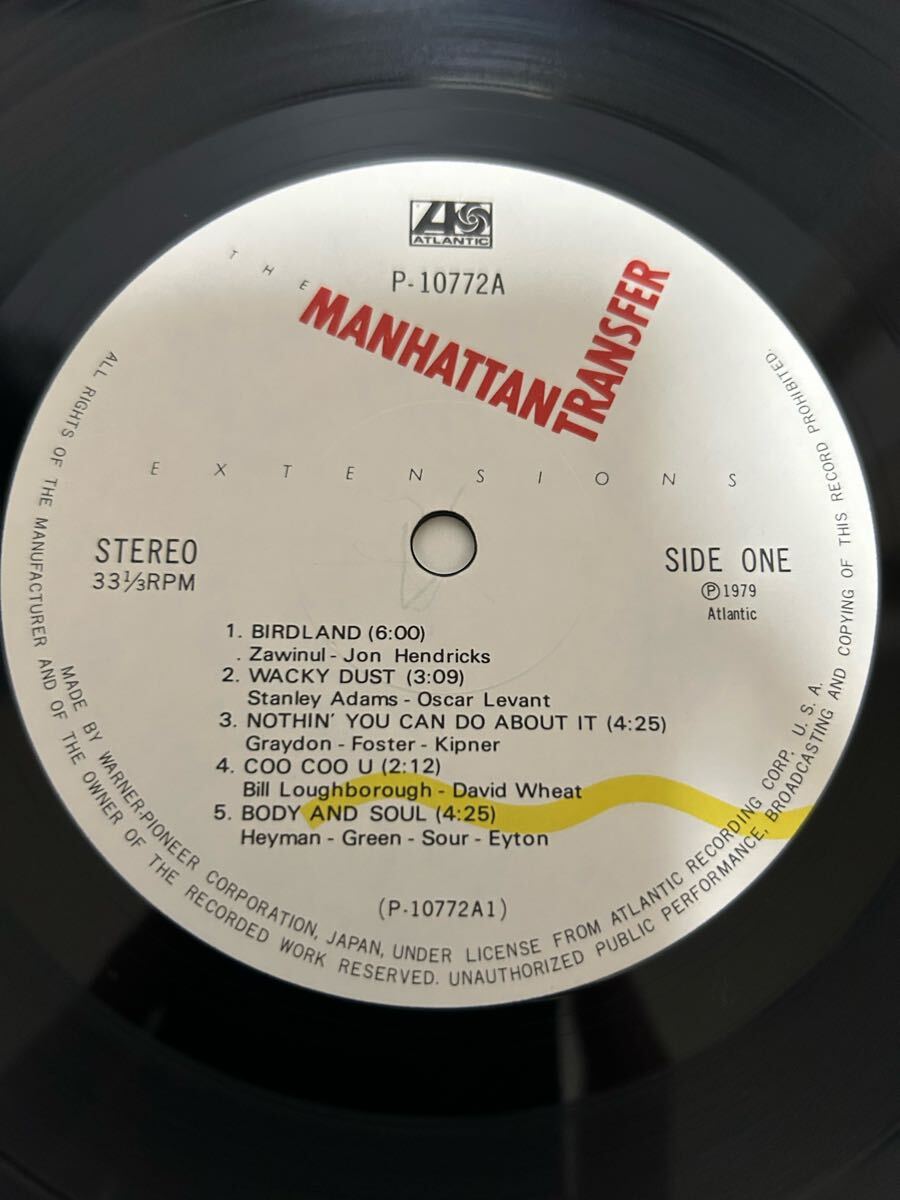 ATLANTIC
P-10772A
THE
MANHATTAN
TRANSFER
EXTENSIONS
STEREO
33⅓RPM
SIDE ONE
Ⓟ1979
Atlantic
1. BIRDLAND (6:00)
. Zawinul - Jon Hendricks
2. WACKY DUST (3:09)
Stanley Adams - Oscar Levant
3. NOTHIN' YOU CAN DO ABOUT IT (4:25)
Graydon - Foster - Kipner
4. COO COO U (2:12)
Bill Loughborough - David Wheat
5. BODY AND SOUL (4:25)
Heyman - Green - Sour - Eyton
(P-10772A1)
MADE BY WARNER-PIONEER CORPORATION, JAPAN, UNDER LICENSE FROM ATLANTIC RECORDING CORP. U. S. A.
ALL RIGHTS OF THE MANUFACTURER AND OF THE OWNER OF THE RECORDED WORK RESERVED. UNAUTHORIZED PUBLIC PERFORMANCE, BROADCASTING AND COPYING OF THIS RECORD PROHIBITED.